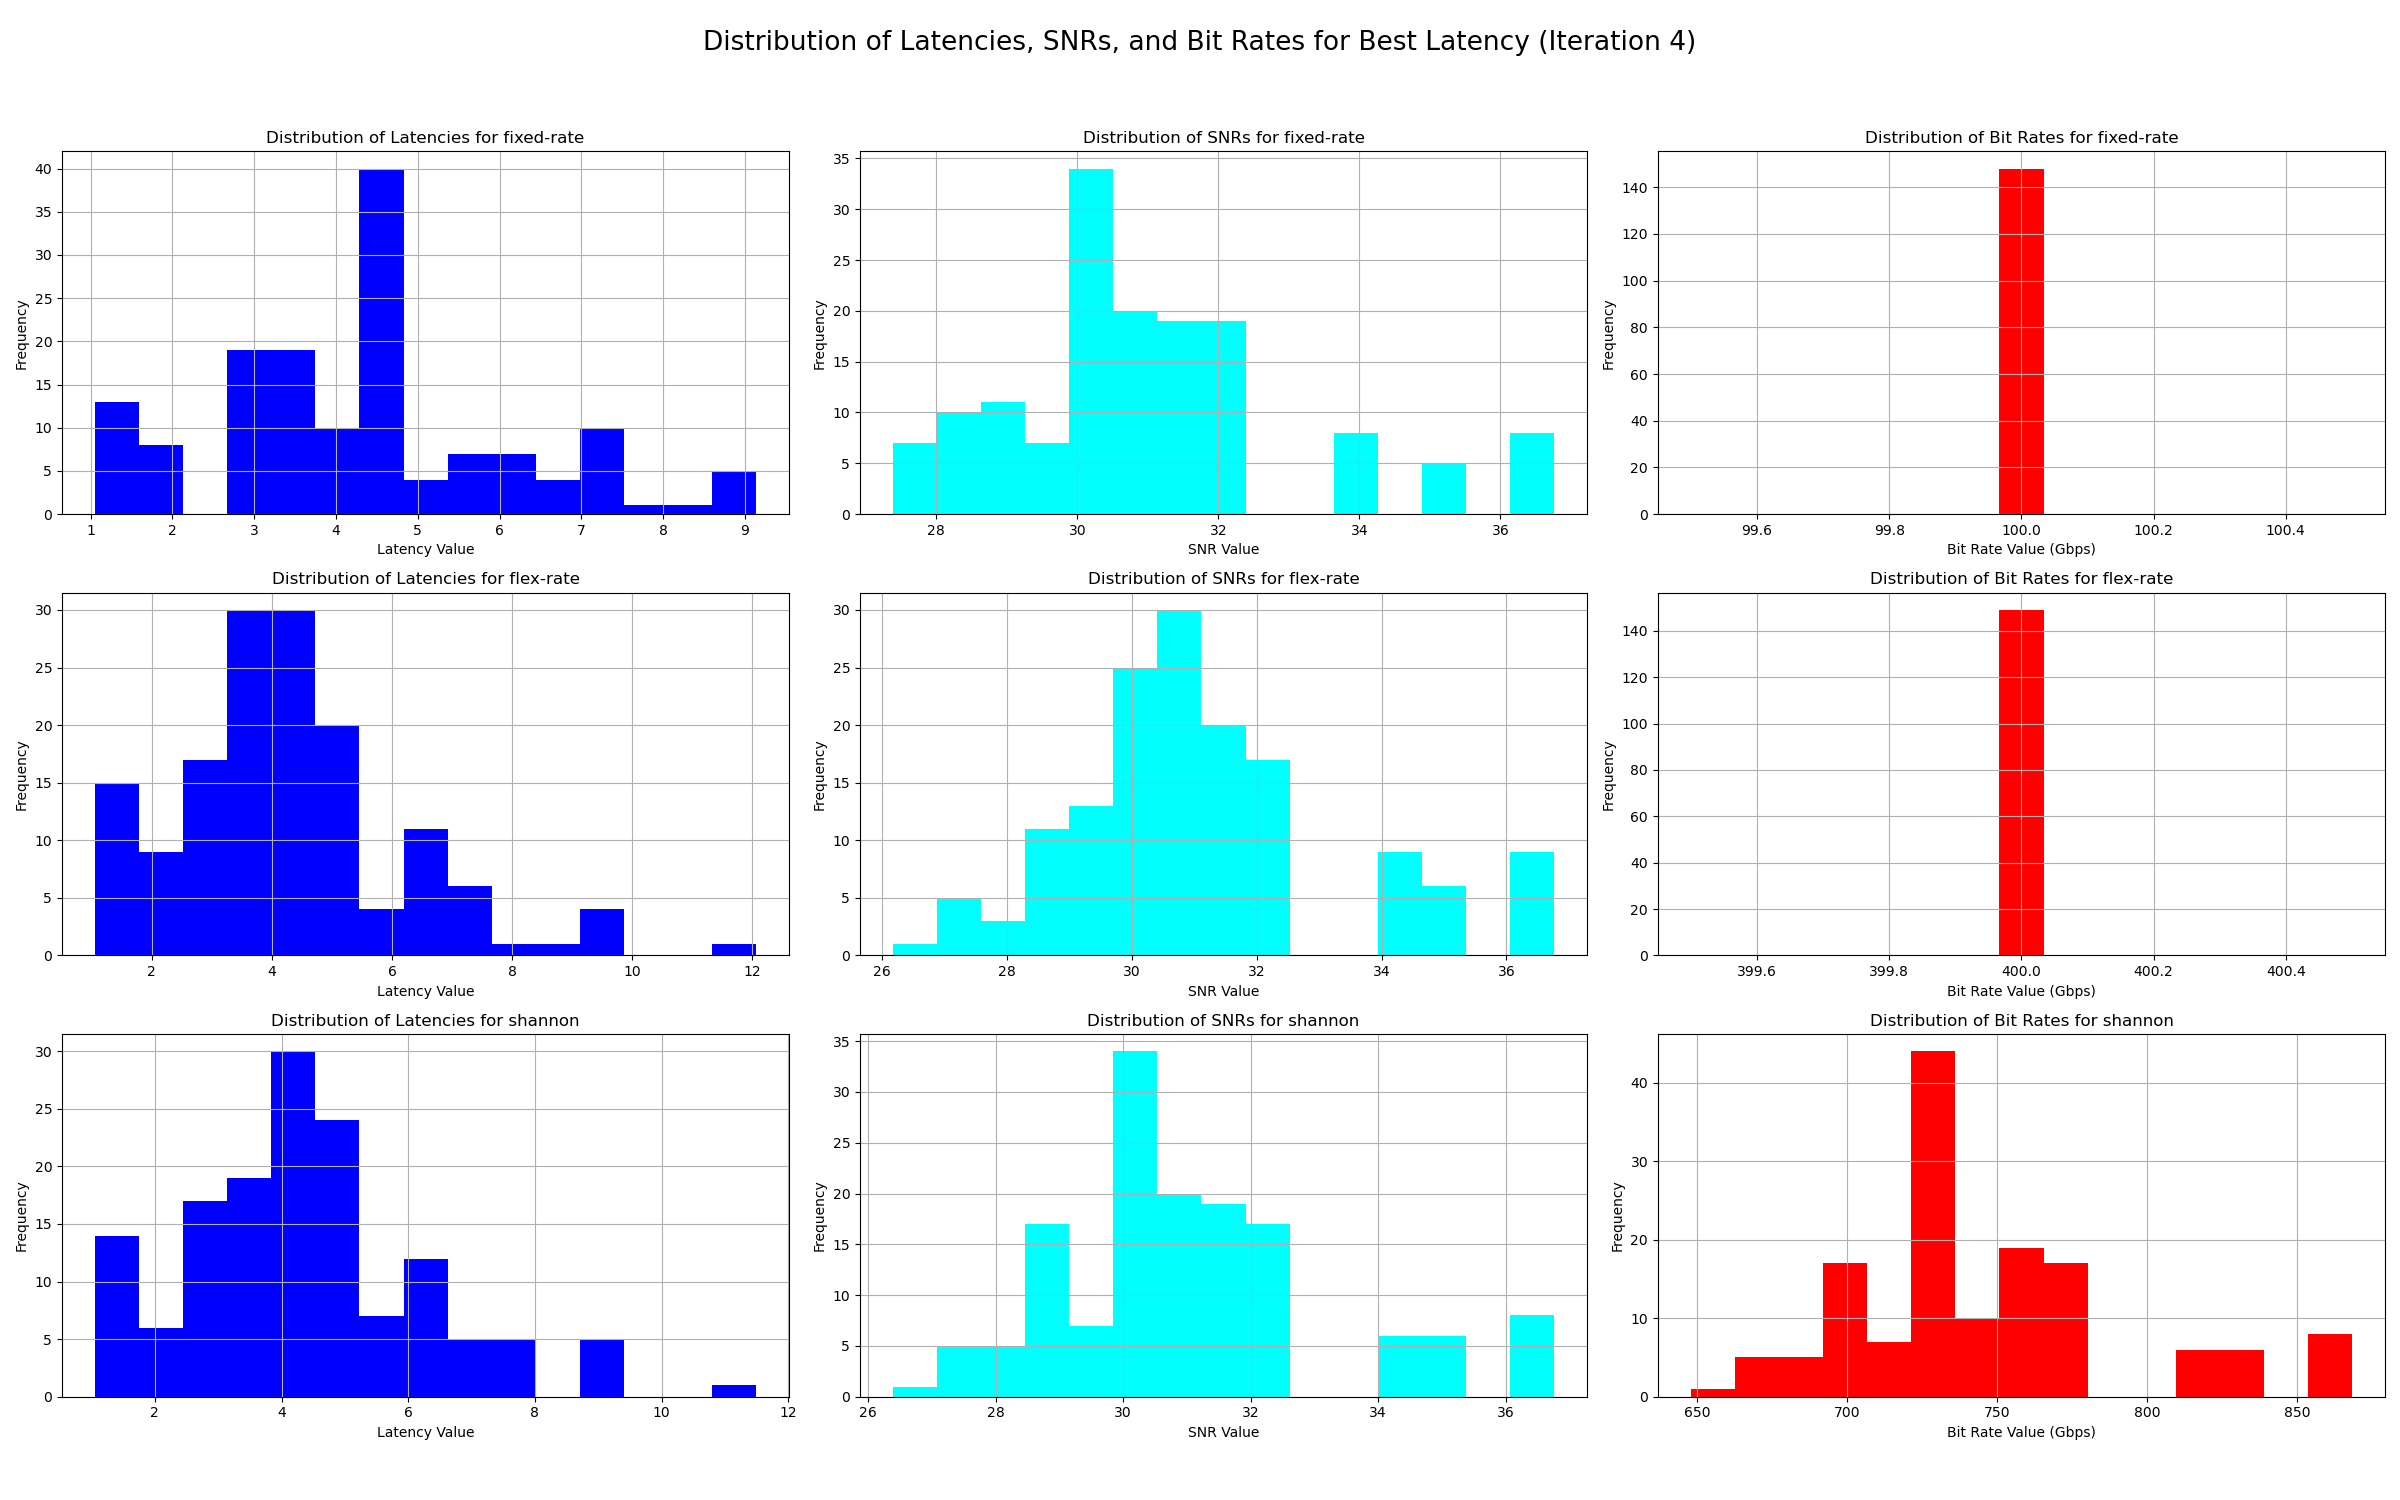 Distribution of Latencies, SNRs, and Bit Rates for Best Latency (Iteration 4)
Distribution of Latencies for fixed-rate
Frequency
40
35
30
25
20
15
10
5
0
1 2 3 4 5 6 7 8 9
Latency Value
Distribution of SNRs for fixed-rate
Frequency
35
30
25
20
15
10
5
0
28 30 32 34 36
SNR Value
Distribution of Bit Rates for fixed-rate
Frequency
140
120
100
80
60
40
20
0
99.6 99.8 100.0 100.2 100.4
Bit Rate Value (Gbps)
Distribution of Latencies for flex-rate
Frequency
30
25
20
15
10
5
0
2 4 6 8 10 12
Latency Value
Distribution of SNRs for flex-rate
Frequency
30
25
20
15
10
5
0
26 28 30 32 34 36
SNR Value
Distribution of Bit Rates for flex-rate
Frequency
140
120
100
80
60
40
20
0
399.6 399.8 400.0 400.2 400.4
Bit Rate Value (Gbps)
Distribution of Latencies for shannon
Frequency
30
25
20
15
10
5
0
2 4 6 8 10 12
Latency Value
Distribution of SNRs for shannon
Frequency
35
30
25
20
15
10
5
0
26 28 30 32 34 36
SNR Value
Distribution of Bit Rates for shannon
Frequency
40
30
20
10
0
650 700 750 800 850
Bit Rate Value (Gbps)